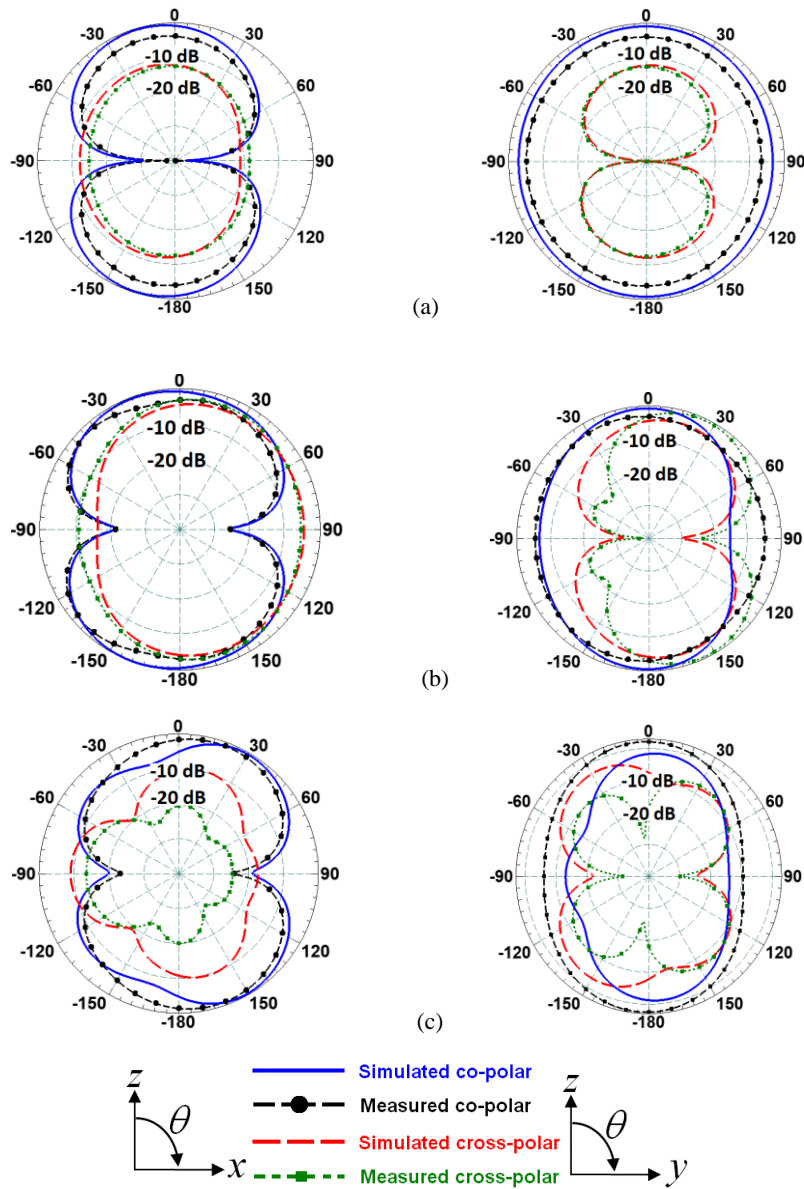 0
0
-30
30
-30
30
-10 dB
-10 dB
-60
60
-60
60
-20 dB
-20 dB
-90
90
-90
90
-120
120
-120
120
-150
150
-150
150
-180
-180
(a)
0
0
-30
30
-30
30
-10 dB
-10 dB
-60
60
-60
60
-20 dB
-20 dB
-90
90
-90
90
-120
120
-120
120
-150
150
-150
150
-180
-180
(b)
0
0
-30
30
-30
30
-10 dB
-10 dB
-60
60
-60
60
-20 dB
-20 dB
-90
90
-90
90
-120
120
-120
120
-150
150
-150
150
-180
-180
(c)
z
θ
x
Simulated co-polar
Measured co-polar
Simulated cross-polar
Measured cross-polar
z
θ
y